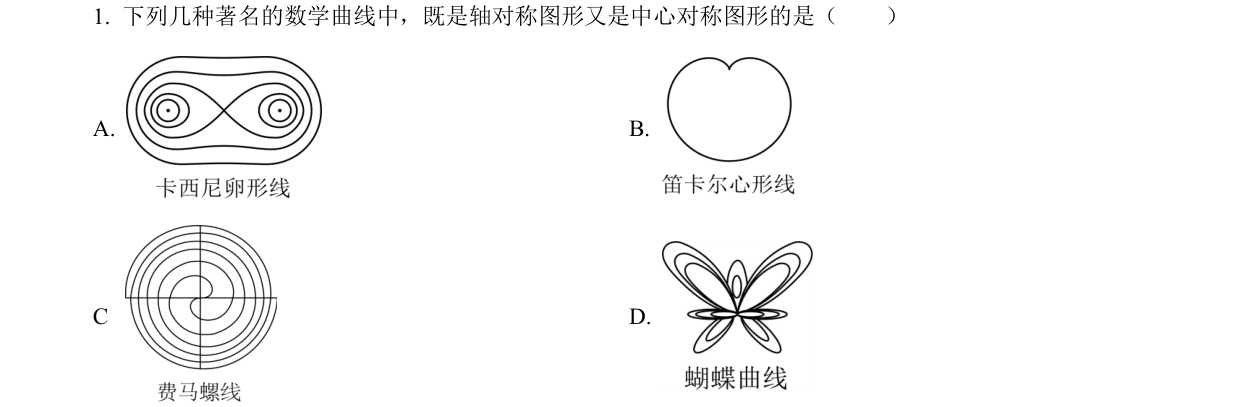 1. 下列几种著名的数学曲线中，既是轴对称图形又是中心对称图形的是（　　）
A.
卡西尼卵形线
B.
笛卡尔心形线
C
费马螺线
D.
蝴蝶曲线